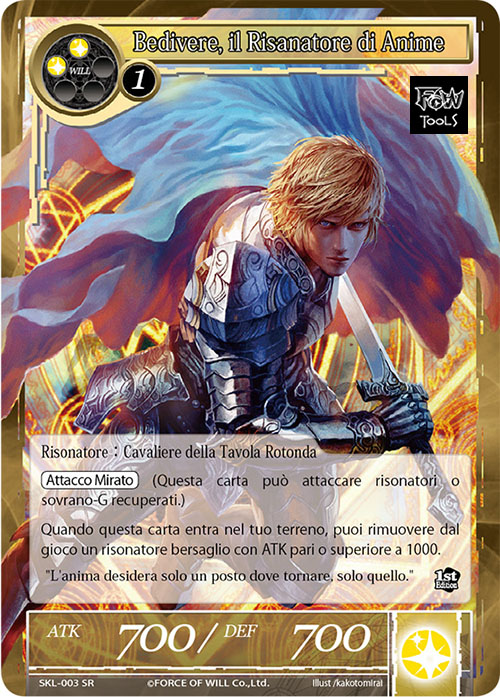 Bedivere, il Risanatore di Anime
WILL
1
FOW
TOOLS
Risonatore : Cavaliere della Tavola Rotonda
Attacco Mirato (Questa carta può attaccare risonatori o
sovrano-G recuperati.)
Quando questa carta entra nel tuo terreno, puoi rimuovere dal
gioco un risonatore bersaglio con ATK pari o superiore a 1000.
"L'anima desidera solo un posto dove tornare, solo quello."
1st
Edition
ATK 700/ DEF 700
SKL-003 SR ©FORCE OF WILL Co.,Ltd. Illust /kakotomirai